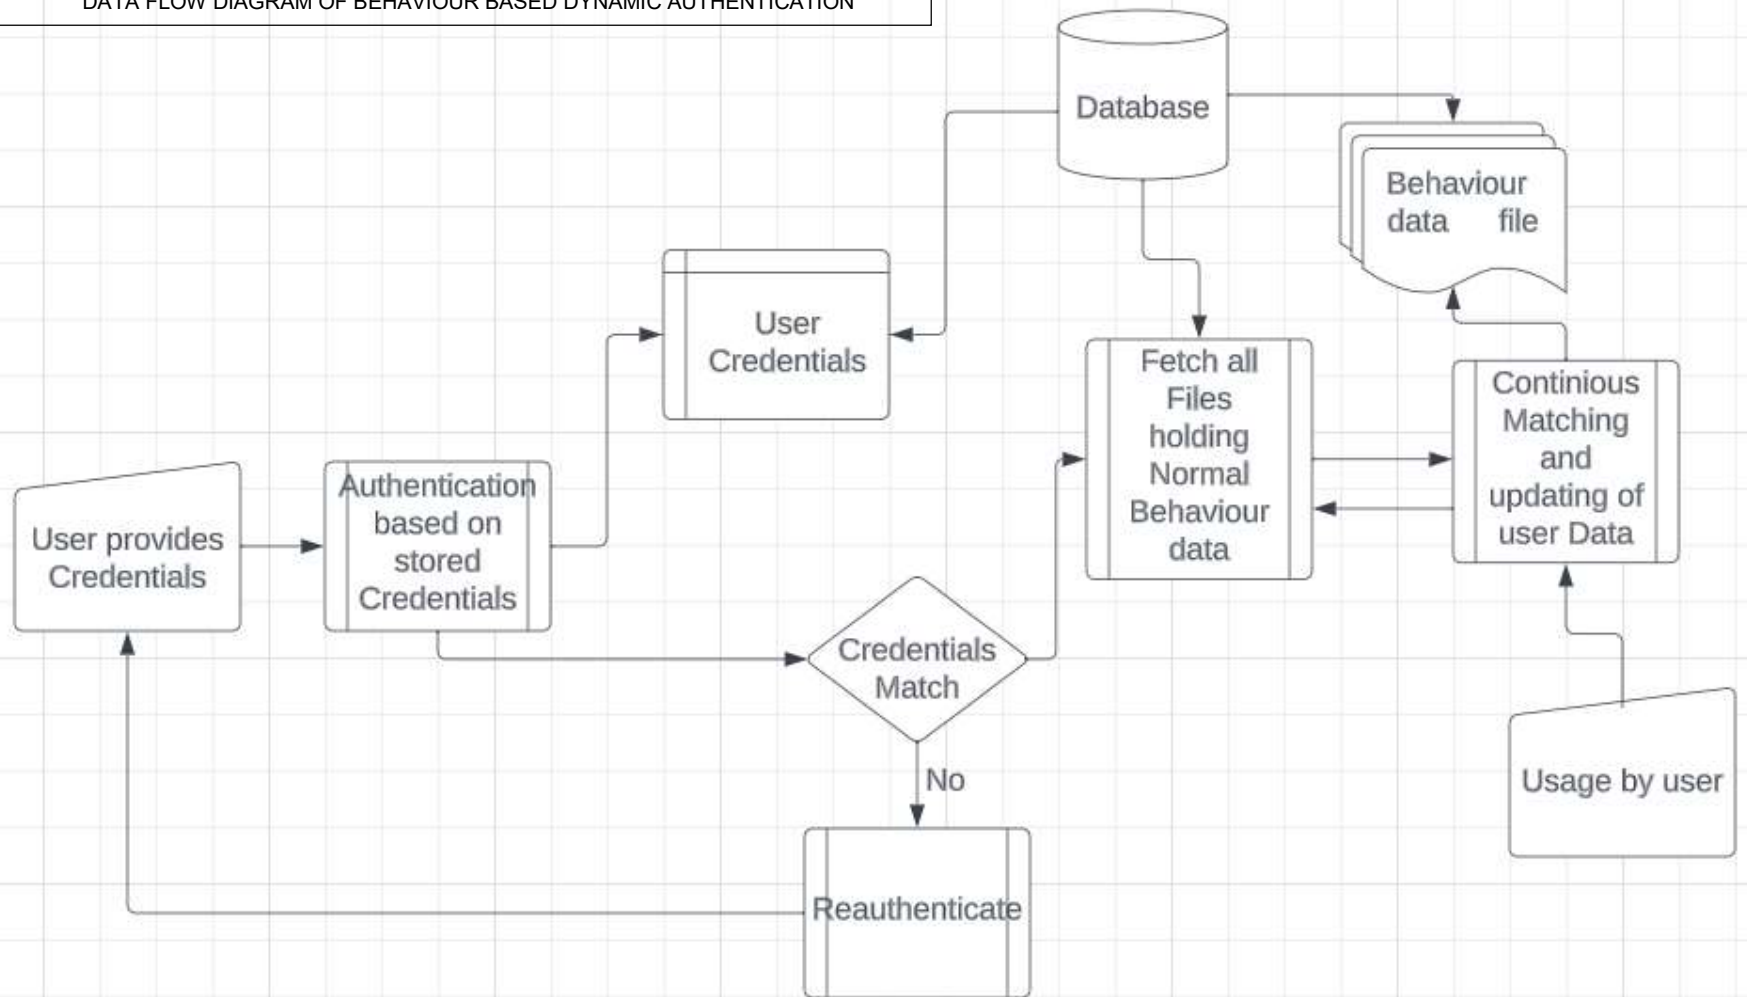 DATA FLOW DIAGRAM OF BEHAVIOUR BASED DYNAMIC AUTHENTICATION
Database
Behaviour
data file
User
Credentials
Fetch all
Files
holding
Normal
Behaviour
data
Continious
Matching
and
updating of
user Data
User provides
Credentials
Authentication
based on
stored
Credentials
Credentials
Match
No
Usage by user
Reauthenticate